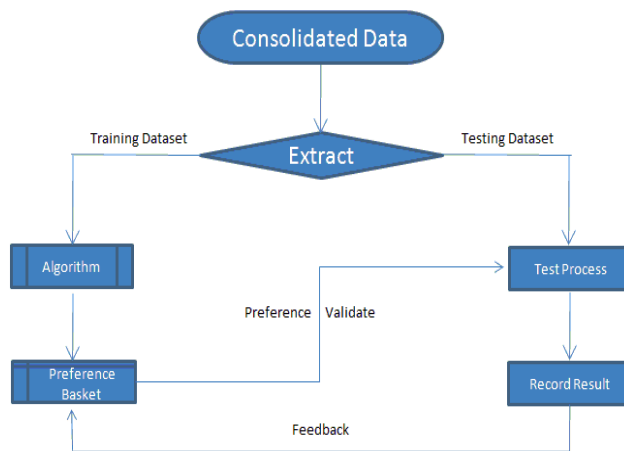 Consolidated Data
Training Dataset
Testing Dataset
Extract
Algorithm
Test Process
Preference Validate
Preference
Basket
Record Result
Feedback